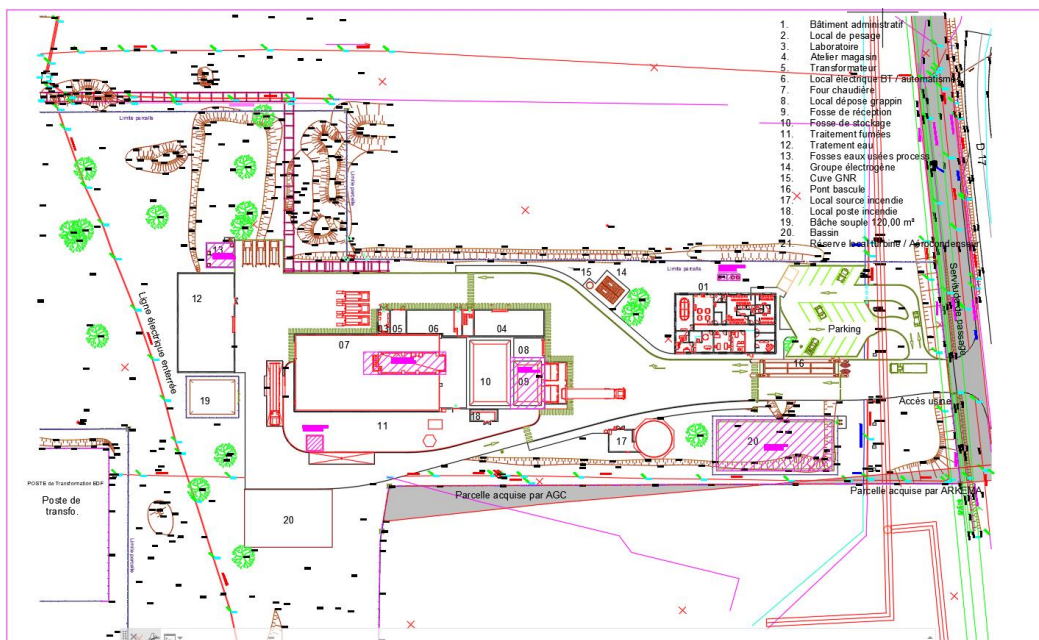 1. Bâtiment administratif
2. Local de pesage
3. Laboratoire
4. Atelier magasin
5. Transformateur
6. Local électrique BT / automatisme
7. Four chaudière
8. Local dépose grappin
9. Fosse de réception
10. Fosse de stockage
11. Traitement fumées
12. Tratement eau
13. Fosses eaux usées process
14. Groupe électrogène
15. Cuve GNR
16. Pont bascule
17. Local source incendie
18. Local poste incendie
19. Bâche souple 120,00 m³
20. Bassin
21. Réserve local turbine / Aérocondenseur
D 17
Limite parcelle
Limite parcelle
Limite parcelle
Servitude de passage
Ligne électrique enterrée
13
12
15
14
01
Parking
03
05
06
04
07
08
09
10
16
19
18
11
17
20
Accès usine
POSTE de Transformation EDF
Poste de
transfo.
Parcelle acquise par AGC
Parcelle acquise par ARKEMA
20
Limite parcelle